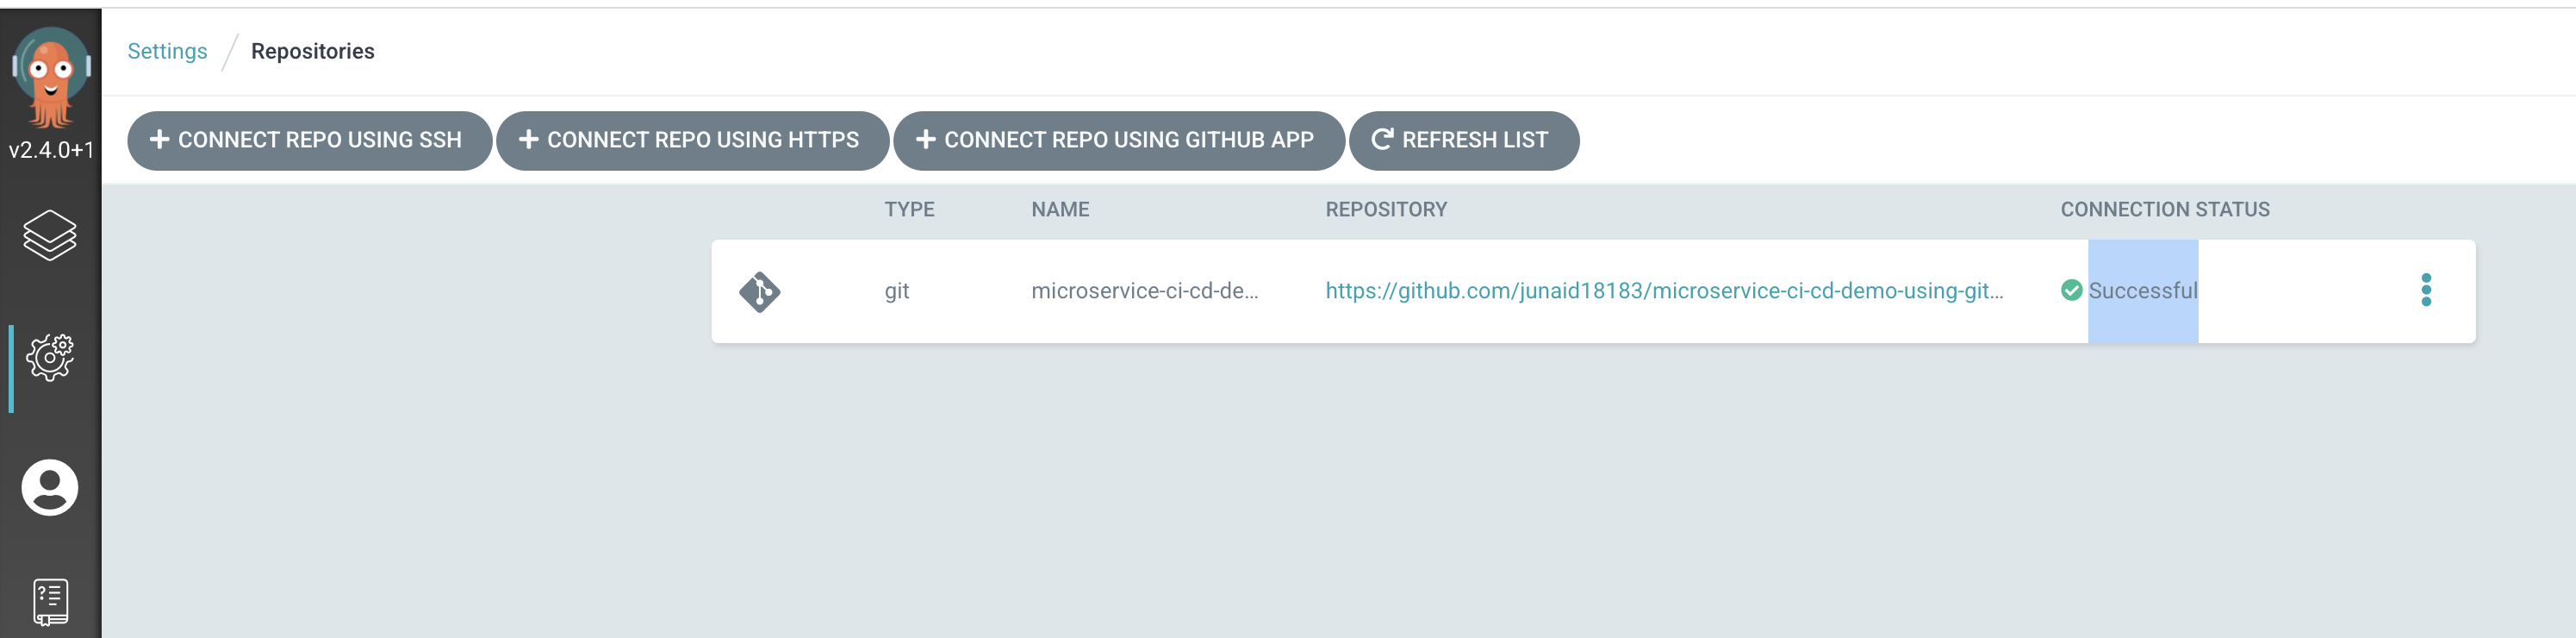 Settings / Repositories
v2.4.0+1
CONNECT REPO USING SSH CONNECT REPO USING HTTPS CONNECT REPO USING GITHUB APP REFRESH LIST
TYPE NAME REPOSITORY CONNECTION STATUS
git microservice-ci-cd-de... https://github.com/junaid18183/microservice-ci-cd-demo-using-git... Successful